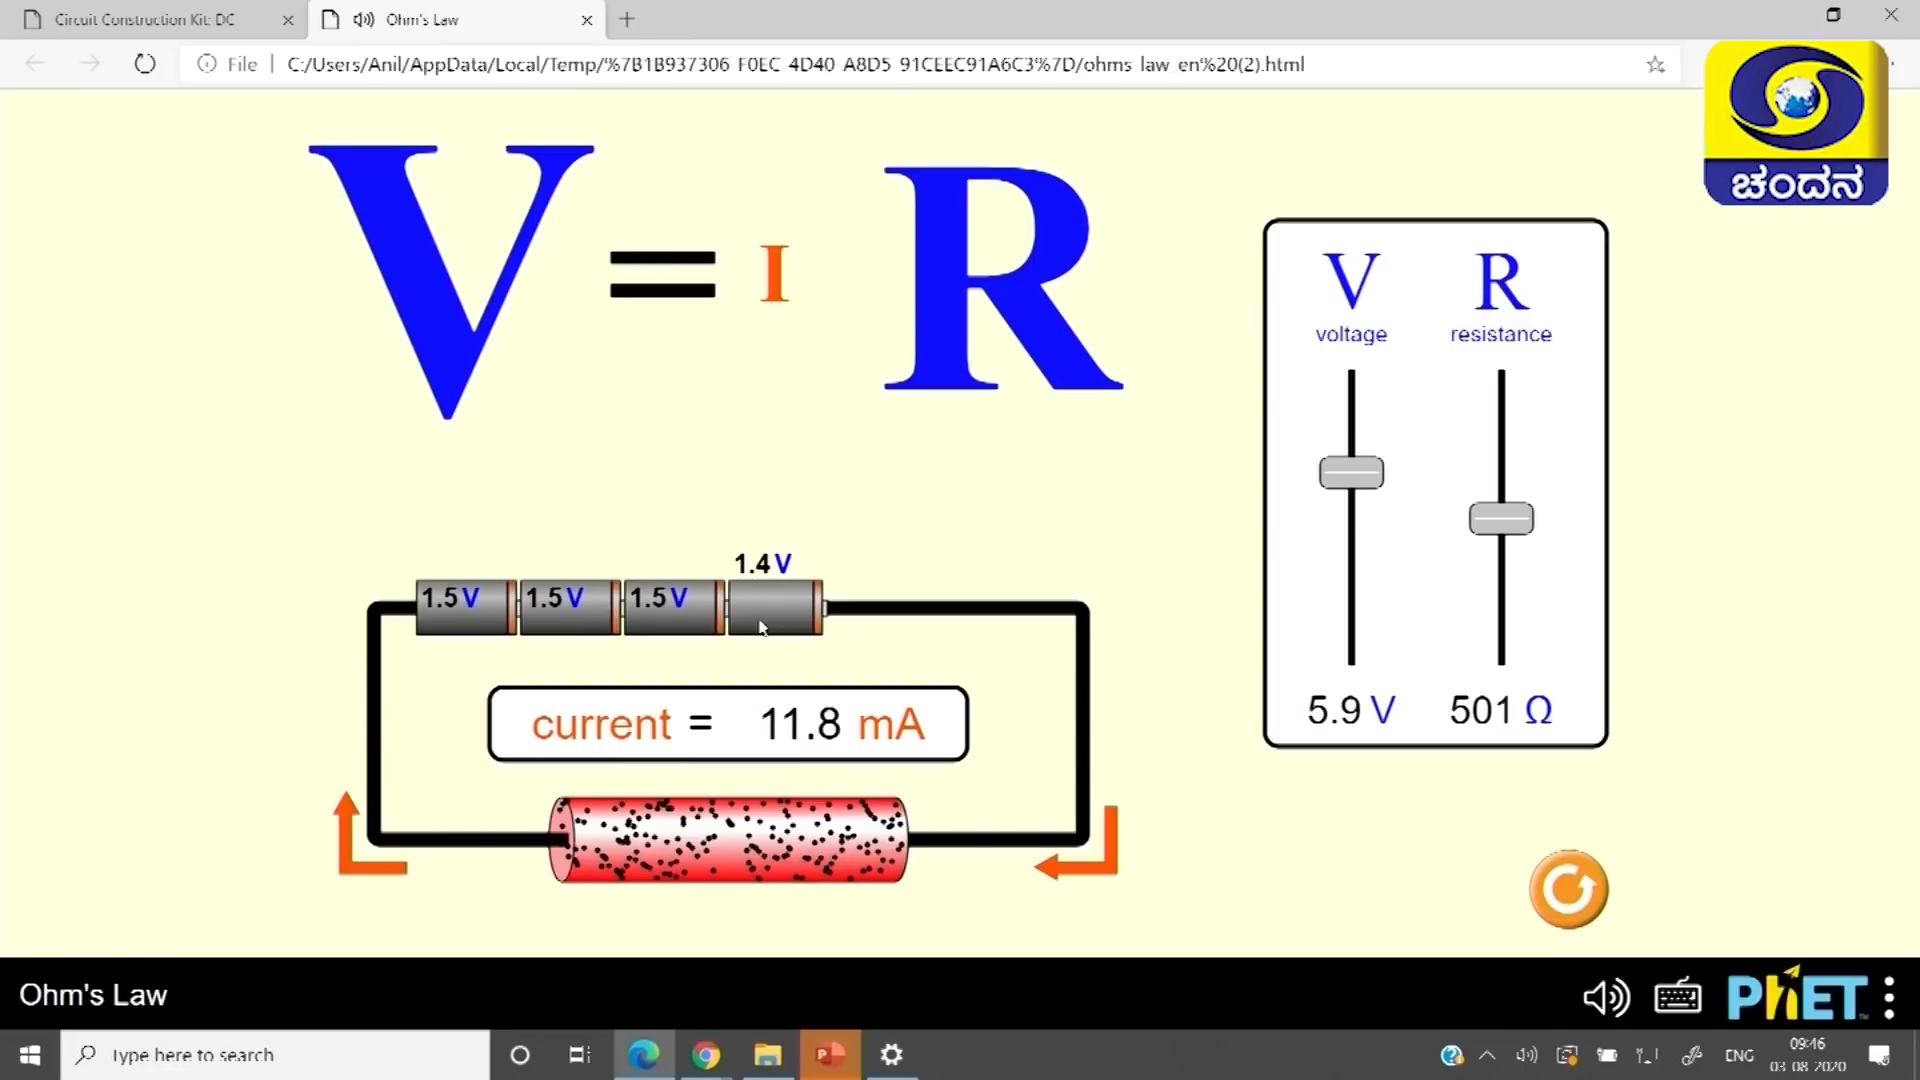 Circuit Construction Kit: DC
Ohm's Law
File
C:/Users/Anil/AppData/Local/Temp/%7B1B937306 F0EC 4D40 A8D5 91CEEC91A6C3%7D/ohms law en%20(2).html
ಚಂದನ
V = I R
V R
voltage resistance
1.4 V
1.5 V 1.5 V 1.5 V
5.9 V 501 Ω
current = 11.8 mA
Ohm's Law
PhET
Type here to search
ENG
09:46
03-08-2020